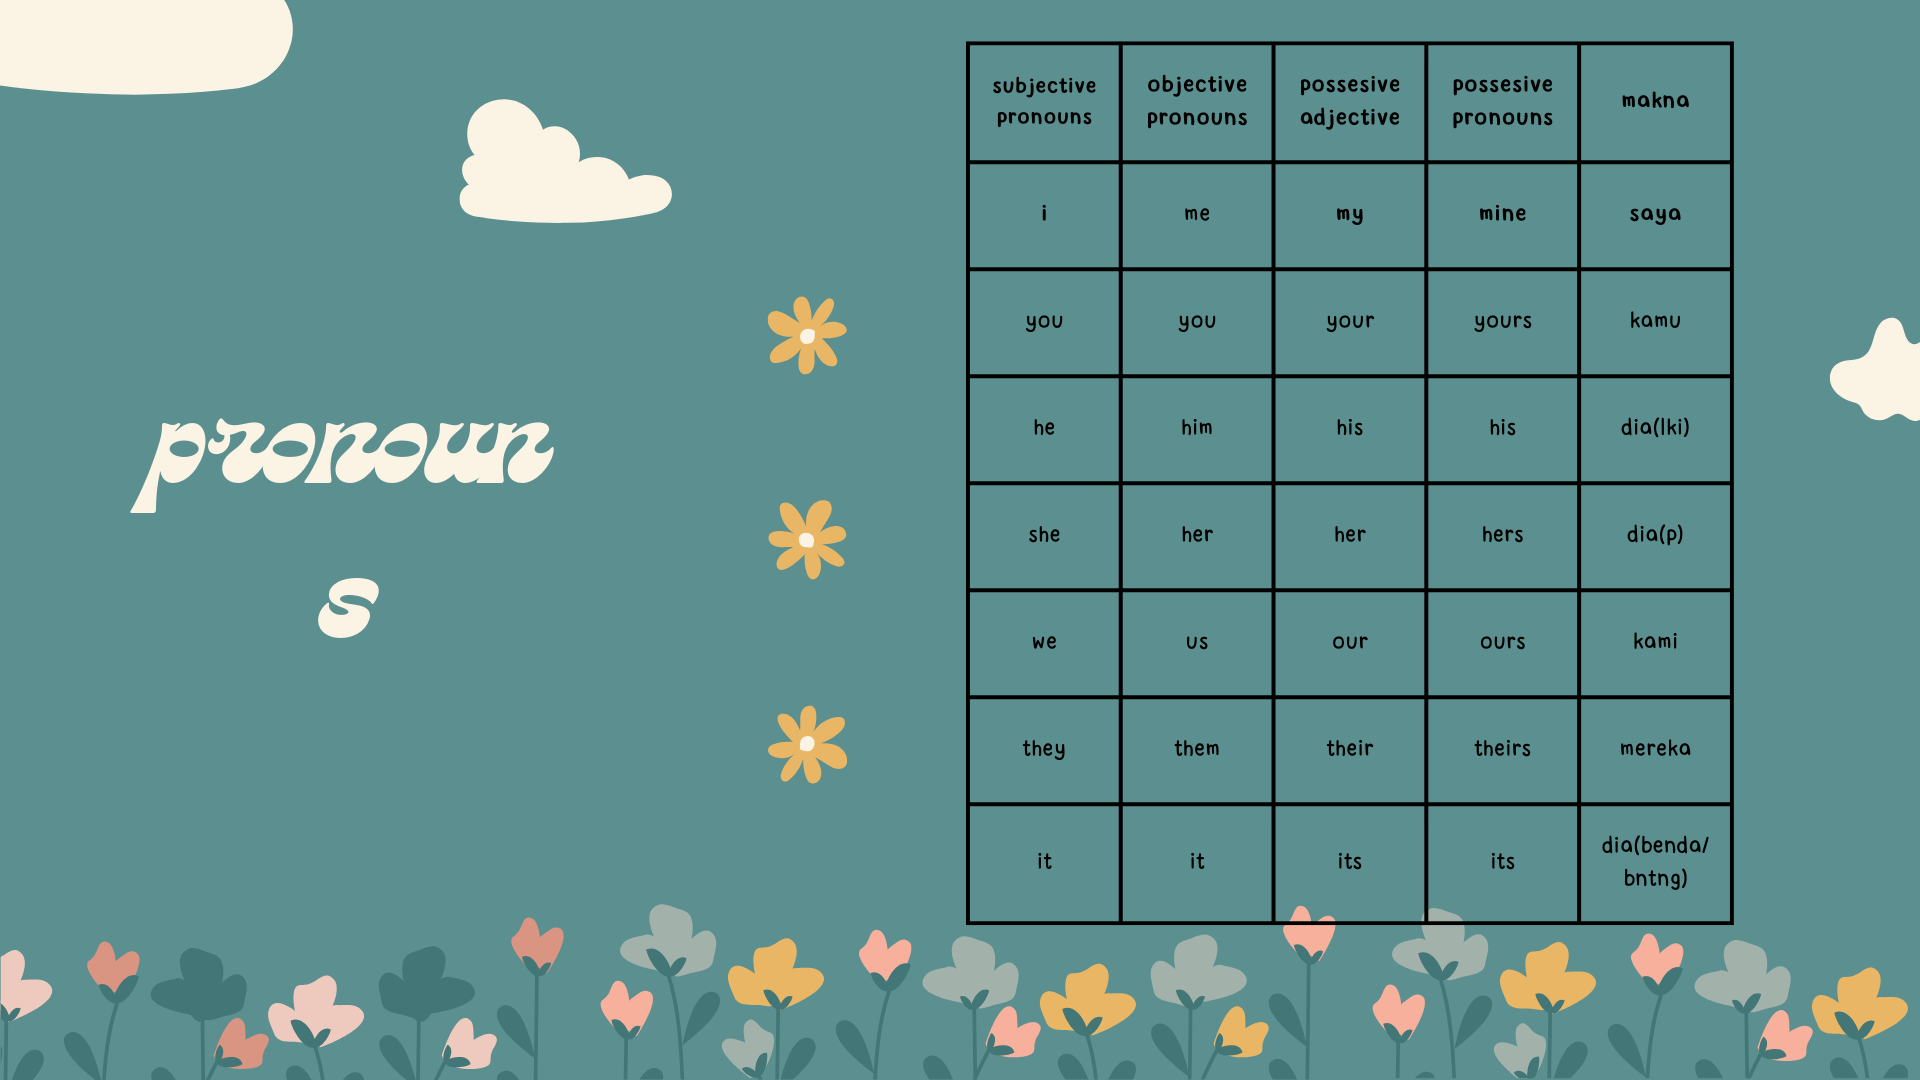 pronoun
s
subjective pronouns objective pronouns possesive adjective possesive pronouns makna
i me my mine saya
you you your yours kamu
he him his his dia(lki)
she her her hers dia(p)
we us our ours kami
they them their theirs mereka
it it its its dia(benda/
bntng)